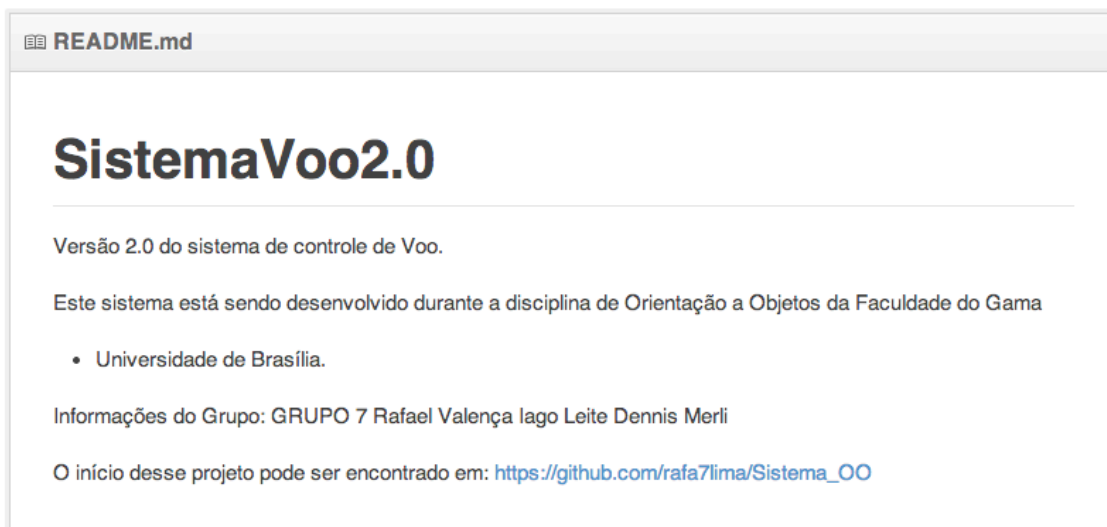 README.md
SistemaVoo2.0
Versão 2.0 do sistema de controle de Voo.
Este sistema está sendo desenvolvido durante a disciplina de Orientação a Objetos da Faculdade do Gama
• Universidade de Brasília.
Informações do Grupo: GRUPO 7 Rafael Valença Iago Leite Dennis Merli
O início desse projeto pode ser encontrado em: https://github.com/rafa7lima/Sistema_OO